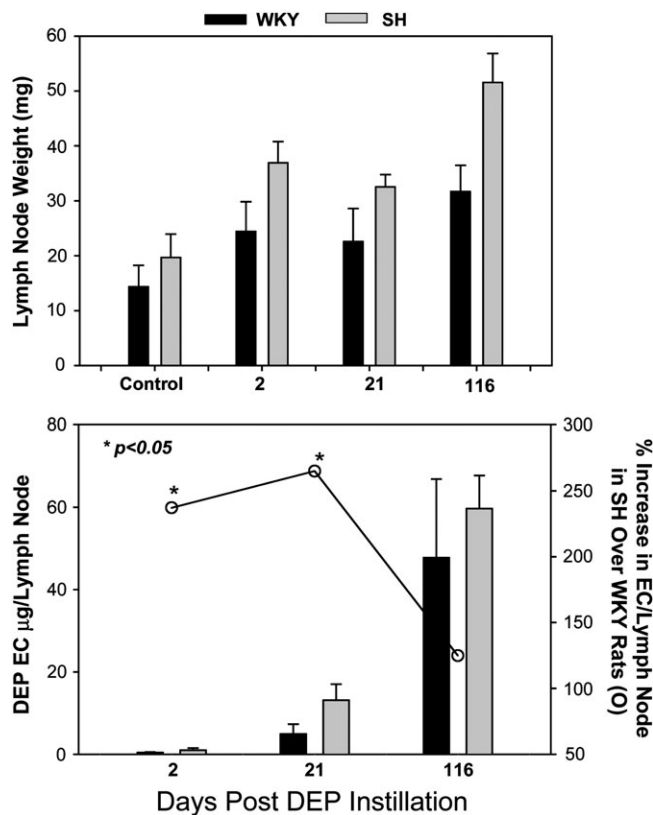 WKY SH
Lymph Node Weight (mg)
60
50
40
30
20
10
0
Control 2 21 116
DEP EC µg/Lymph Node
80
60
40
20
0
* p<0.05
*
*
300
250
200
150
100
50
% Increase in EC/Lymph Node
in SH Over WKY Rats (O)
2 21 116
Days Post DEP Instillation